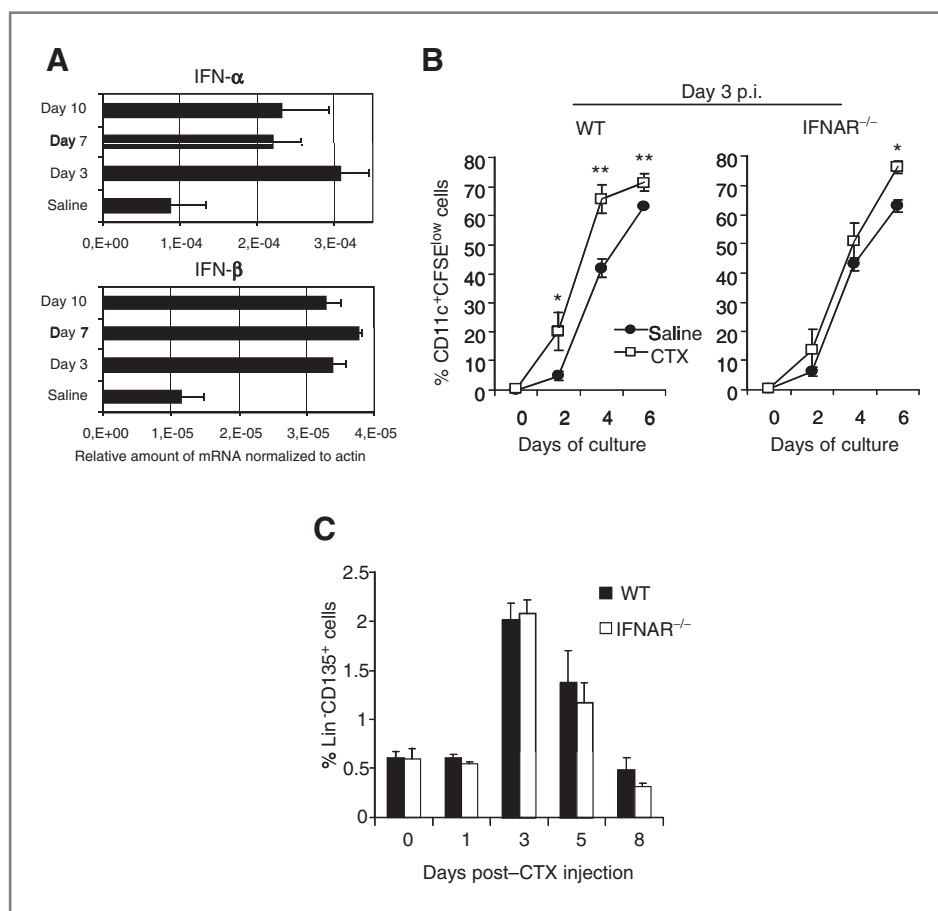 A
IFN-α
Day 10
Day 7
Day 3
Saline
0,E+00 1,E-04 2,E-04 3,E-04
IFN-β
Day 10
Day 7
Day 3
Saline
0,E+00 1,E-05 2,E-05 3,E-05 4,E-05
Relative amount of mRNA normalized to actin
B
Day 3 p.i.
WT IFNAR⁻/⁻
% CD11c⁺CFSEˡᵒʷ cells
80
70
60
50
40
30
20
10
0
** **
*
Saline
CTX
0 2 4 6
Days of culture
80
70
60
50
40
30
20
10
0
*
0 2 4 6
Days of culture
C
% Lin⁻CD135⁺ cells
2.5
2
1.5
1
0.5
0
WT
IFNAR⁻/⁻
0 1 3 5 8
Days post–CTX injection